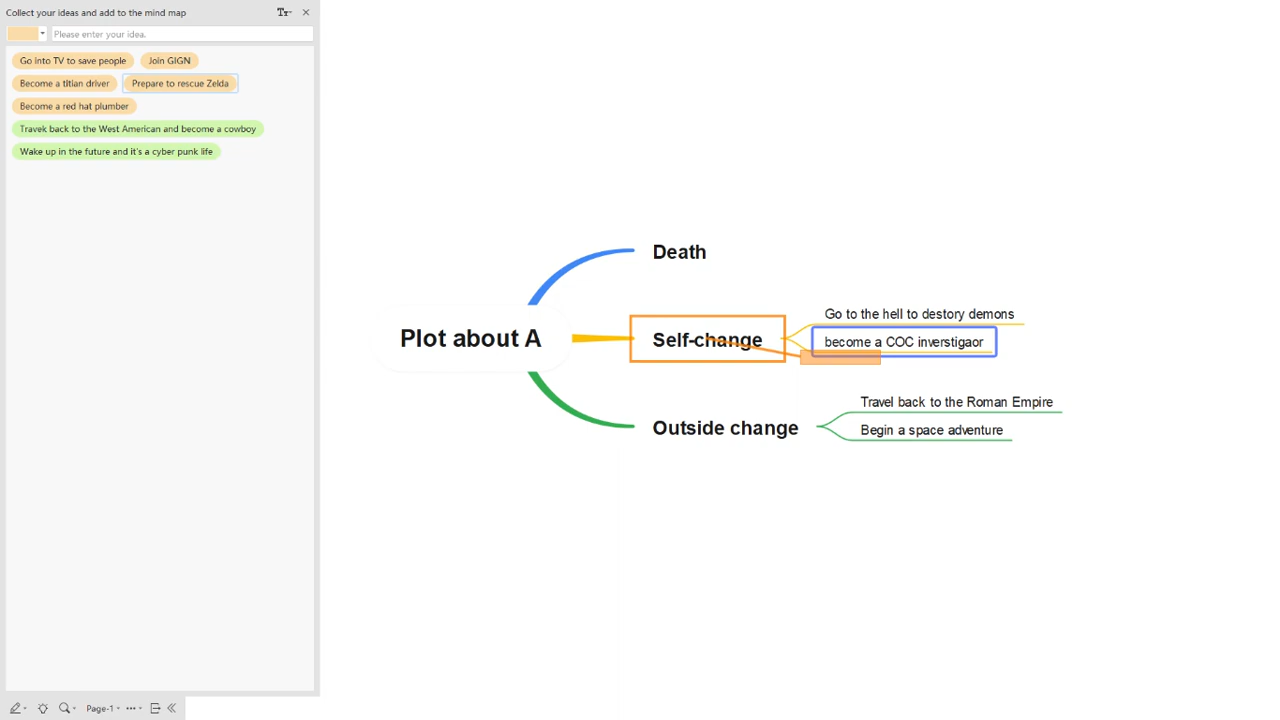 Collect your ideas and add to the mind map
Please enter your idea.
Go into TV to save people
Join GIGN
Become a titian driver
Prepare to rescue Zelda
Become a red hat plumber
Travek back to the West American and become a cowboy
Wake up in the future and it's a cyber punk life
Death
Plot about A
Self-change
Go to the hell to destory demons
become a COC inverstigaor
Outside change
Travel back to the Roman Empire
Begin a space adventure
Page-1